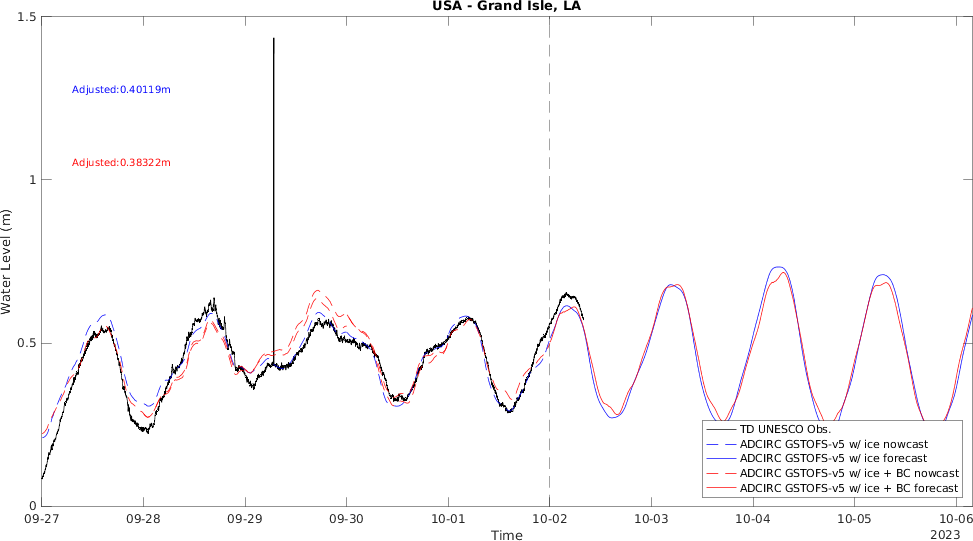 USA - Grand Isle, LA
1.5
Adjusted:0.40119m
Adjusted:0.38322m
1
Water Level (m)
0.5
0
TD UNESCO Obs.
ADCIRC GSTOFS-v5 w/ ice nowcast
ADCIRC GSTOFS-v5 w/ ice forecast
ADCIRC GSTOFS-v5 w/ ice + BC nowcast
ADCIRC GSTOFS-v5 w/ ice + BC forecast
09-27 09-28 09-29 09-30 10-01 10-02 10-03 10-04 10-05 10-06
Time
2023